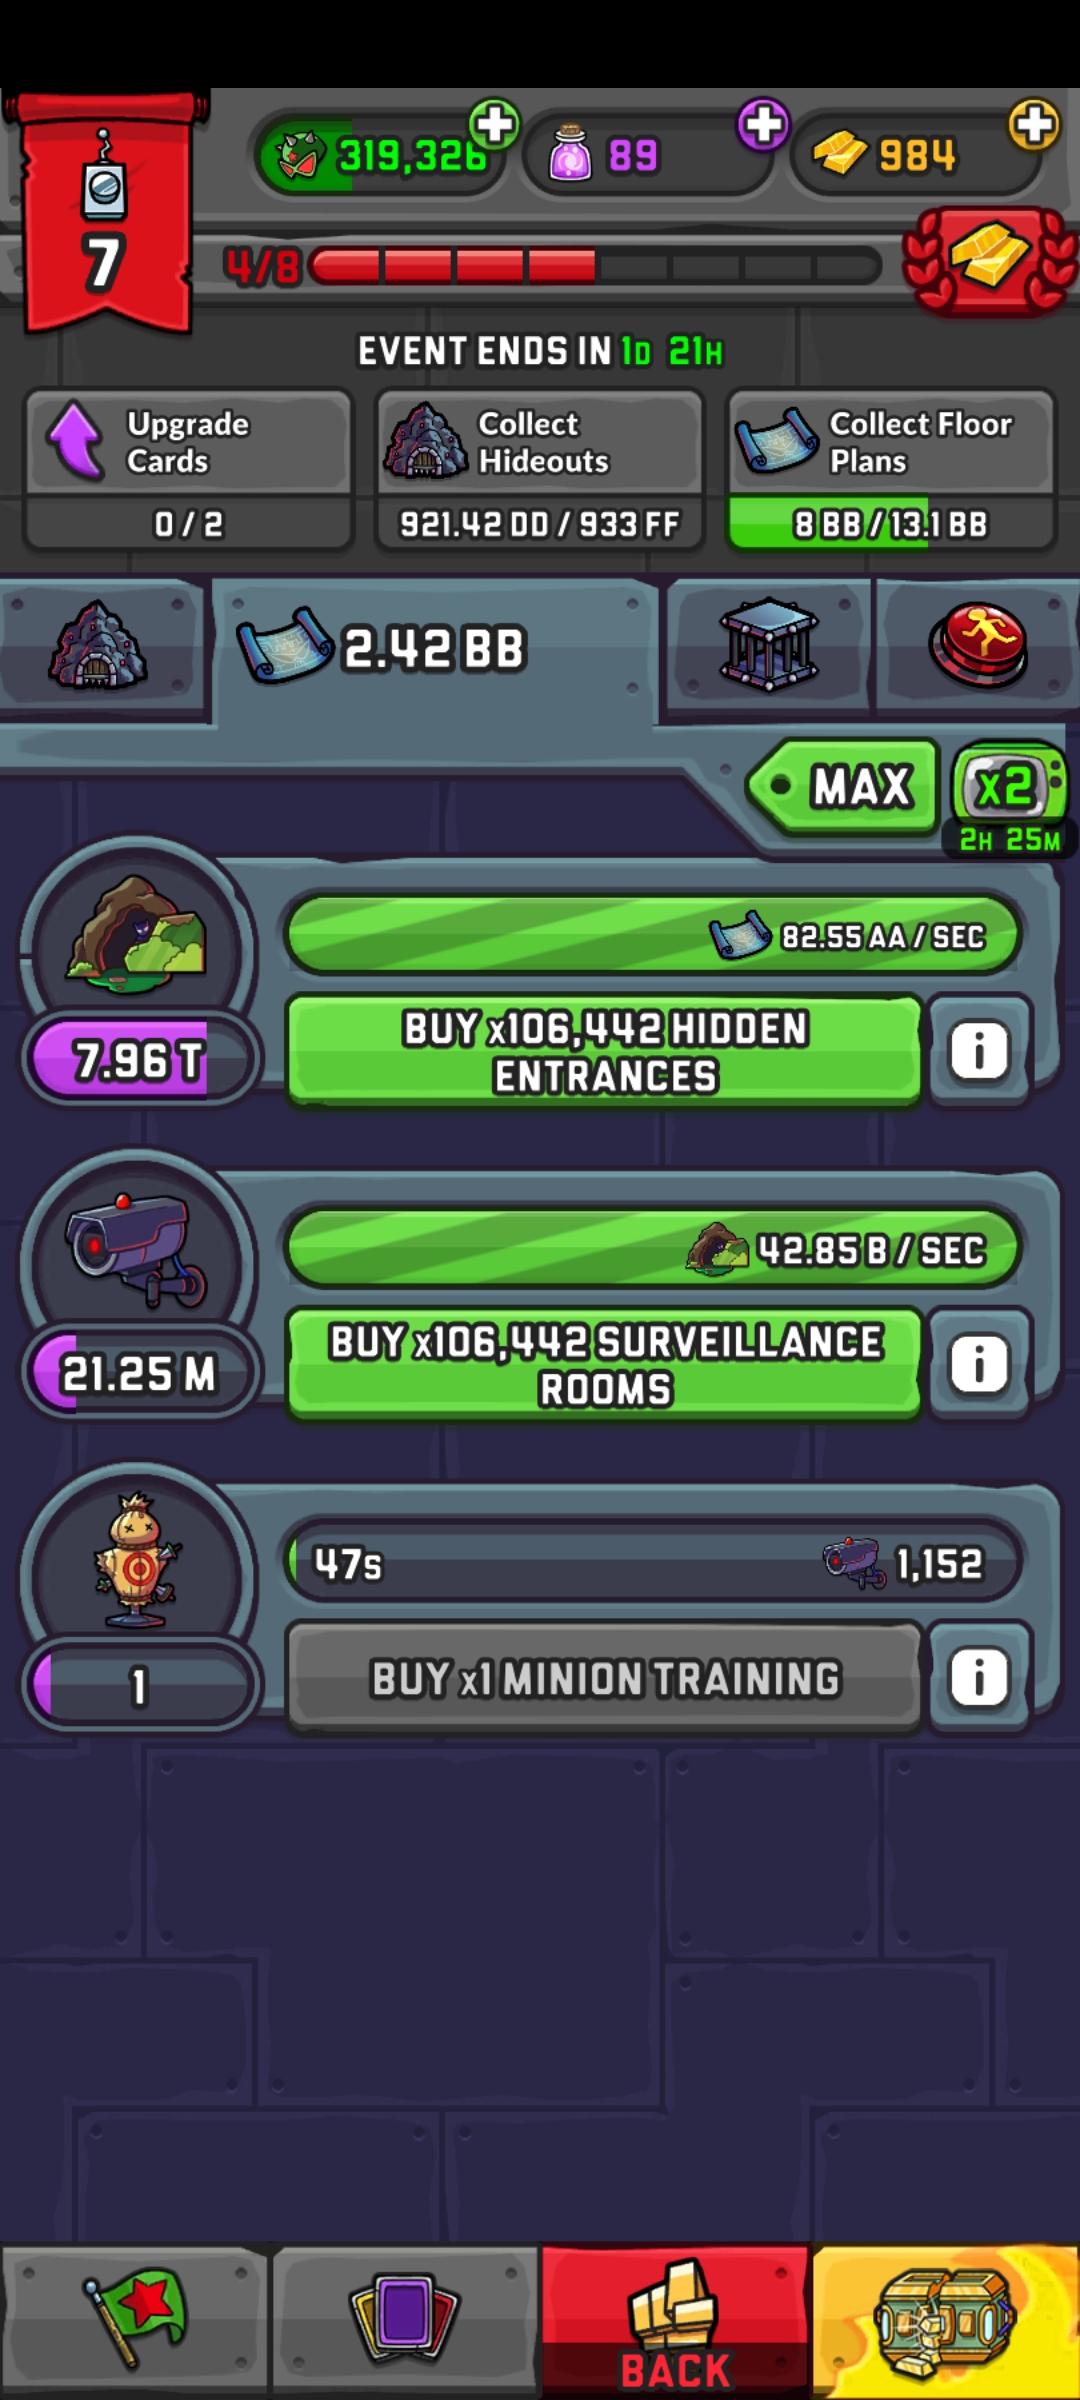 319,326
89
984
7
4/8
EVENT ENDS IN 1D 21H
Upgrade
Cards
0 / 2
Collect
Hideouts
921.42 DD / 933 FF
Collect Floor
Plans
8 BB / 13.1 BB
2.42 BB
MAX
x2
2H 25M
82.55 AA / SEC
BUY x106,442 HIDDEN
ENTRANCES
7.96 T
42.85 B / SEC
BUY x106,442 SURVEILLANCE
ROOMS
21.25 M
47s
1,152
BUY x1 MINION TRAINING
1
BACK